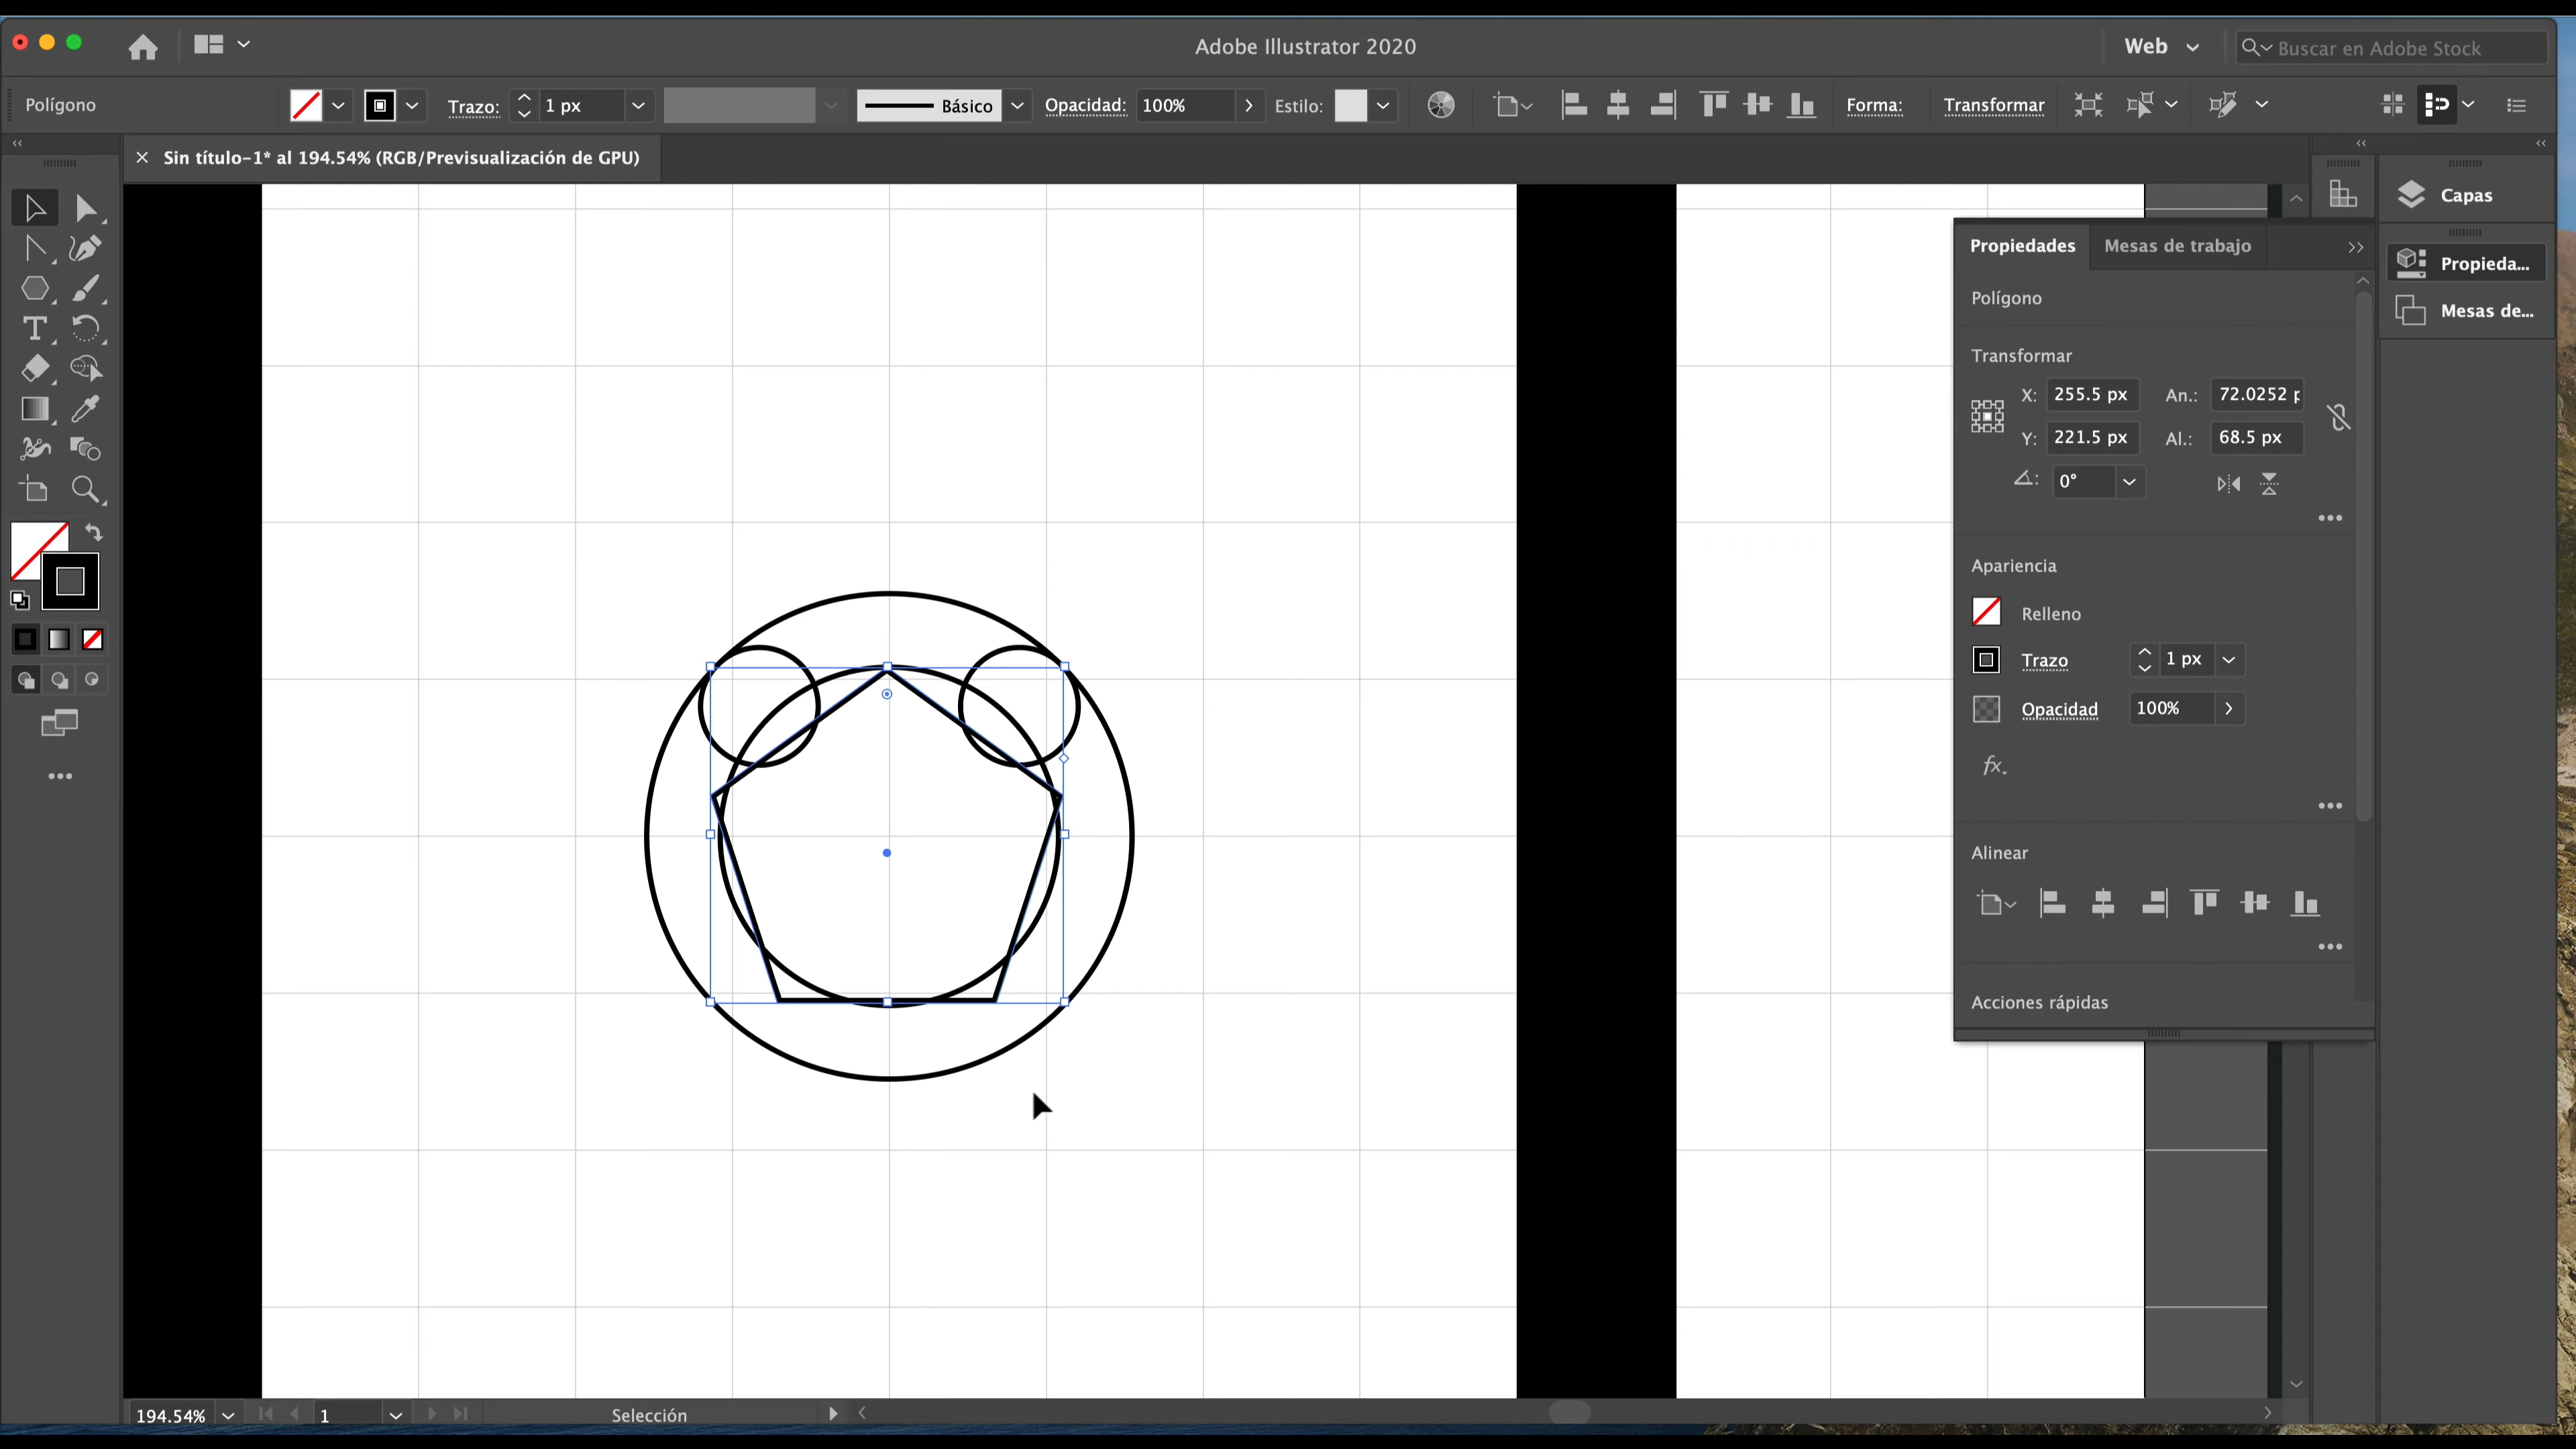 Adobe Illustrator 2020
Web
Buscar en Adobe Stock
Polígono
Trazo:
1 px
Básico
Opacidad:
100%
Estilo:
Forma:
Transformar
Sin título-1* al 194.54% (RGB/Previsualización de GPU)
Capas
Propieda...
Mesas de...
Propiedades
Mesas de trabajo
Polígono
Transformar
X: 255.5 px An.: 72.0252 p
Y: 221.5 px Al.: 68.5 px
0°
Apariencia
Relleno
Trazo 1 px
Opacidad 100%
fx.
Alinear
Acciones rápidas
194.54%
1
Selección